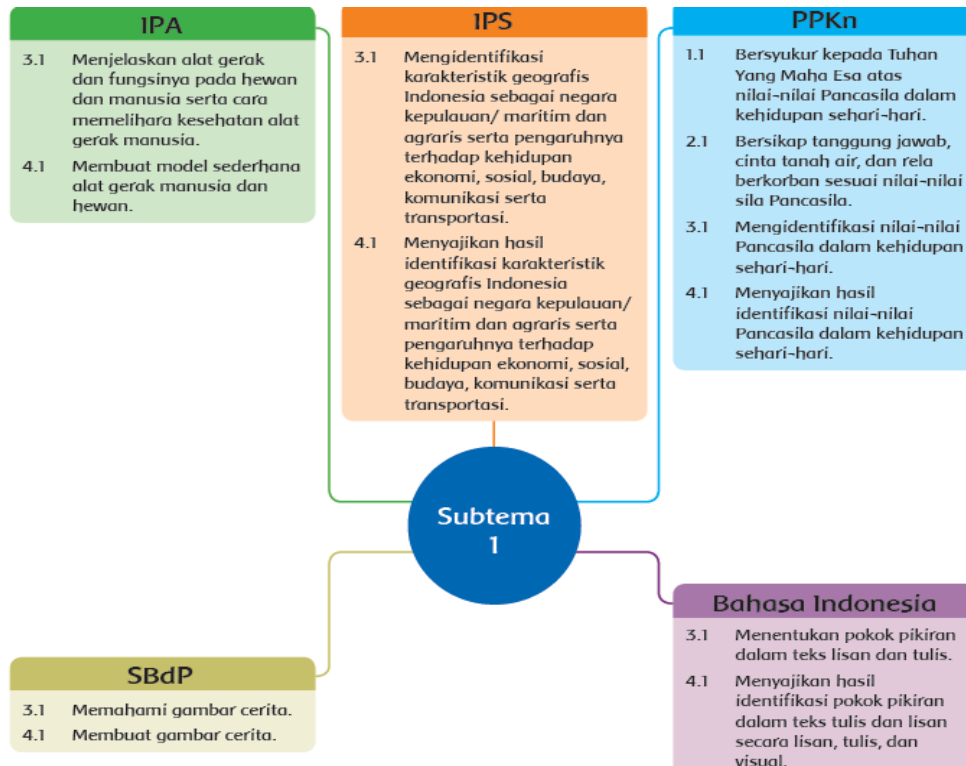 IPA
3.1 Menjelaskan alat gerak
dan fungsinya pada hewan
dan manusia serta cara
memelihara kesehatan alat
gerak manusia.
4.1 Membuat model sederhana
alat gerak manusia dan
hewan.
IPS
3.1 Mengidentifikasi
karakteristik geografis
Indonesia sebagai negara
kepulauan/ maritim dan
agraris serta pengaruhnya
terhadap kehidupan
ekonomi, sosial, budaya,
komunikasi serta
transportasi.
4.1 Menyajikan hasil
identifikasi karakteristik
geografis Indonesia
sebagai negara kepulauan/
maritim dan agraris serta
pengaruhnya terhadap
kehidupan ekonomi, sosial,
budaya, komunikasi serta
transportasi.
PPKn
1.1 Bersyukur kepada Tuhan
Yang Maha Esa atas
nilai-nilai Pancasila dalam
kehidupan sehari-hari.
2.1 Bersikap tanggung jawab,
cinta tanah air, dan rela
berkorban sesuai nilai-nilai
sila Pancasila.
3.1 Mengidentifikasi nilai-nilai
Pancasila dalam kehidupan
sehari-hari.
4.1 Menyajikan hasil
identifikasi nilai-nilai
Pancasila dalam kehidupan
sehari-hari.
Subtema
1
SBdP
3.1 Memahami gambar cerita.
4.1 Membuat gambar cerita.
Bahasa Indonesia
3.1 Menentukan pokok pikiran
dalam teks lisan dan tulis.
4.1 Menyajikan hasil
identifikasi pokok pikiran
dalam teks tulis dan lisan
secara lisan, tulis, dan
visual.